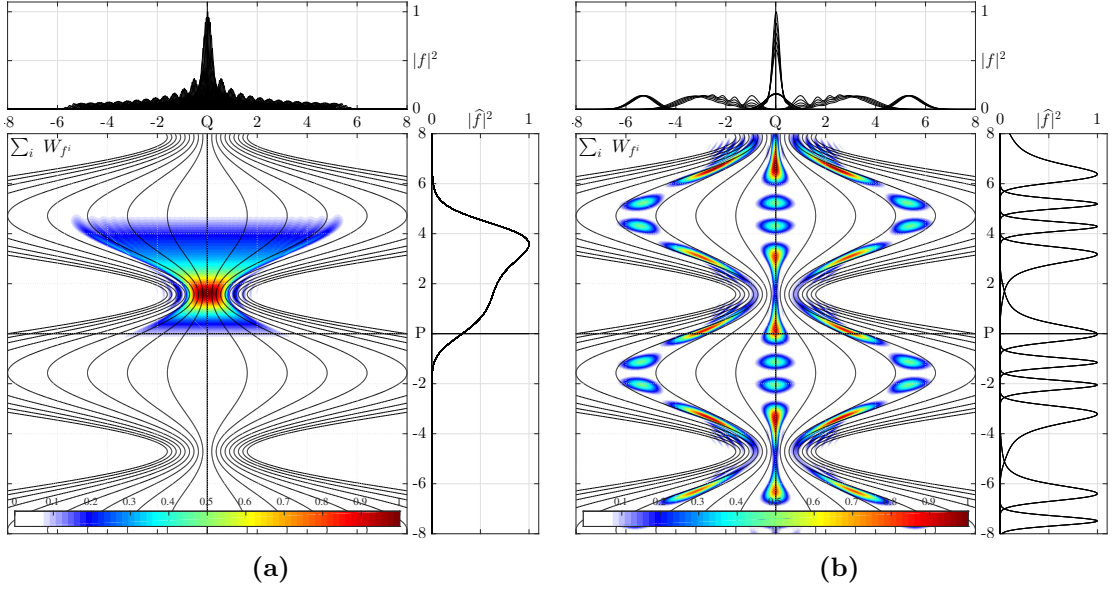 1
|f|²
0
-8 -6 -4 -2 Q 2 4 6 8
0 |f̂|² 1
∑ᵢ W_{fⁱ}
8
6
4
2
P
-2
-4
-6
-8
0 0.1 0.2 0.3 0.4 0.5 0.6 0.7 0.8 0.9 1
(a)
1
|f|²
0
-8 -6 -4 -2 Q 2 4 6 8
0 |f̂|² 1
∑ᵢ W_{fⁱ}
8
6
4
2
P
-2
-4
-6
-8
0.1 0.2 0.3 0.4 0.5 0.6 0.7 0.8 0.9 1
(b)